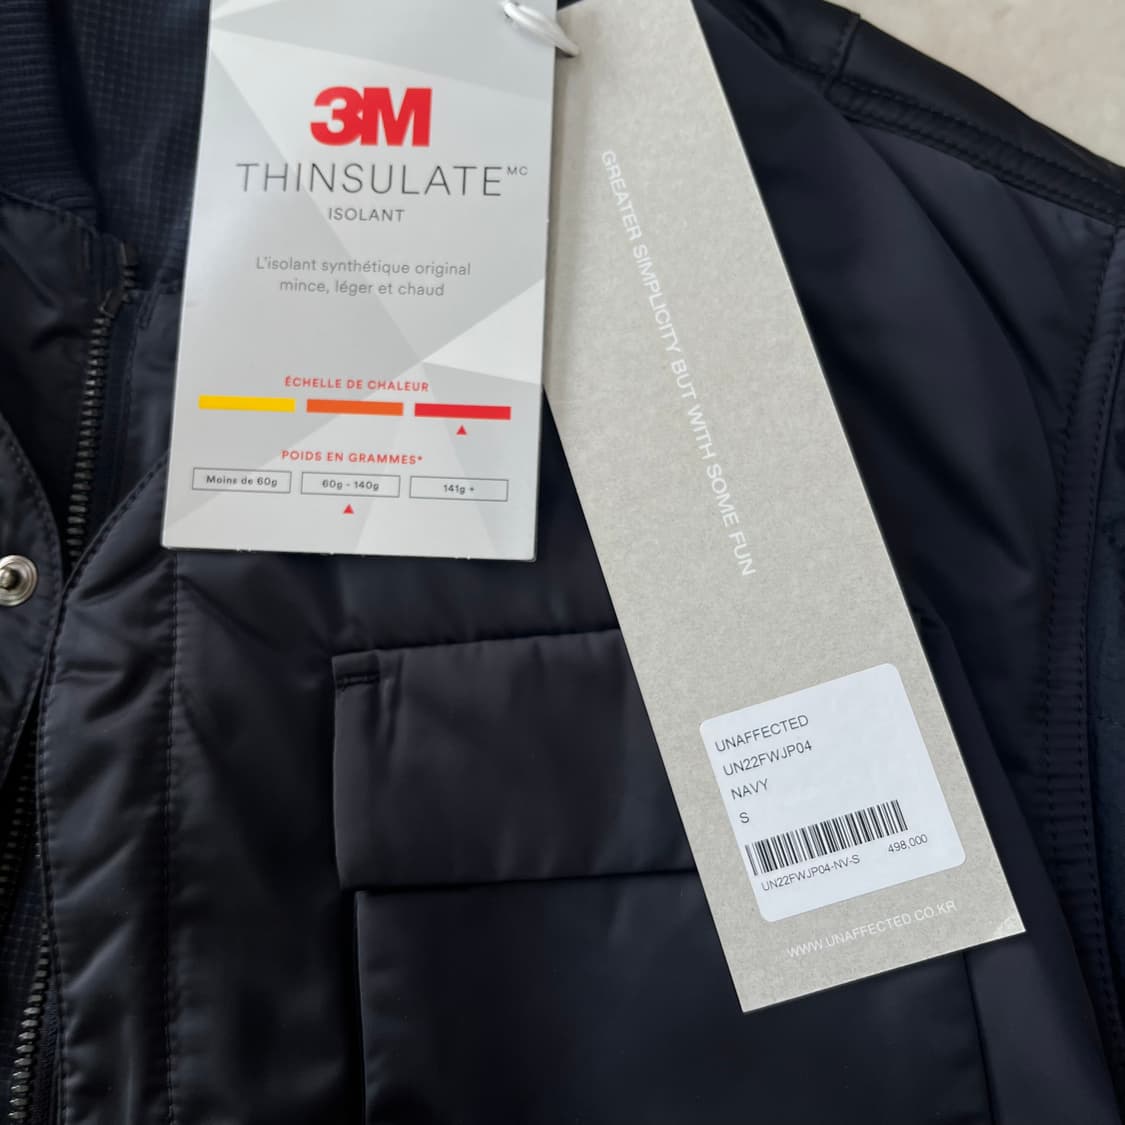 3M
THINSULATE MC
ISOLANT
L'isolant synthétique original
mince, léger et chaud
ÉCHELLE DE CHALEUR
POIDS EN GRAMMES*
Moins de 60g
60g - 140g
141g +
GREATER SIMPLICITY BUT WITH SOME FUN
UNAFFECTED
UN22FWJP04
NAVY
S
UN22FWJP04-NV-S 498,000
WWW.UNAFFECTED.CO.KR